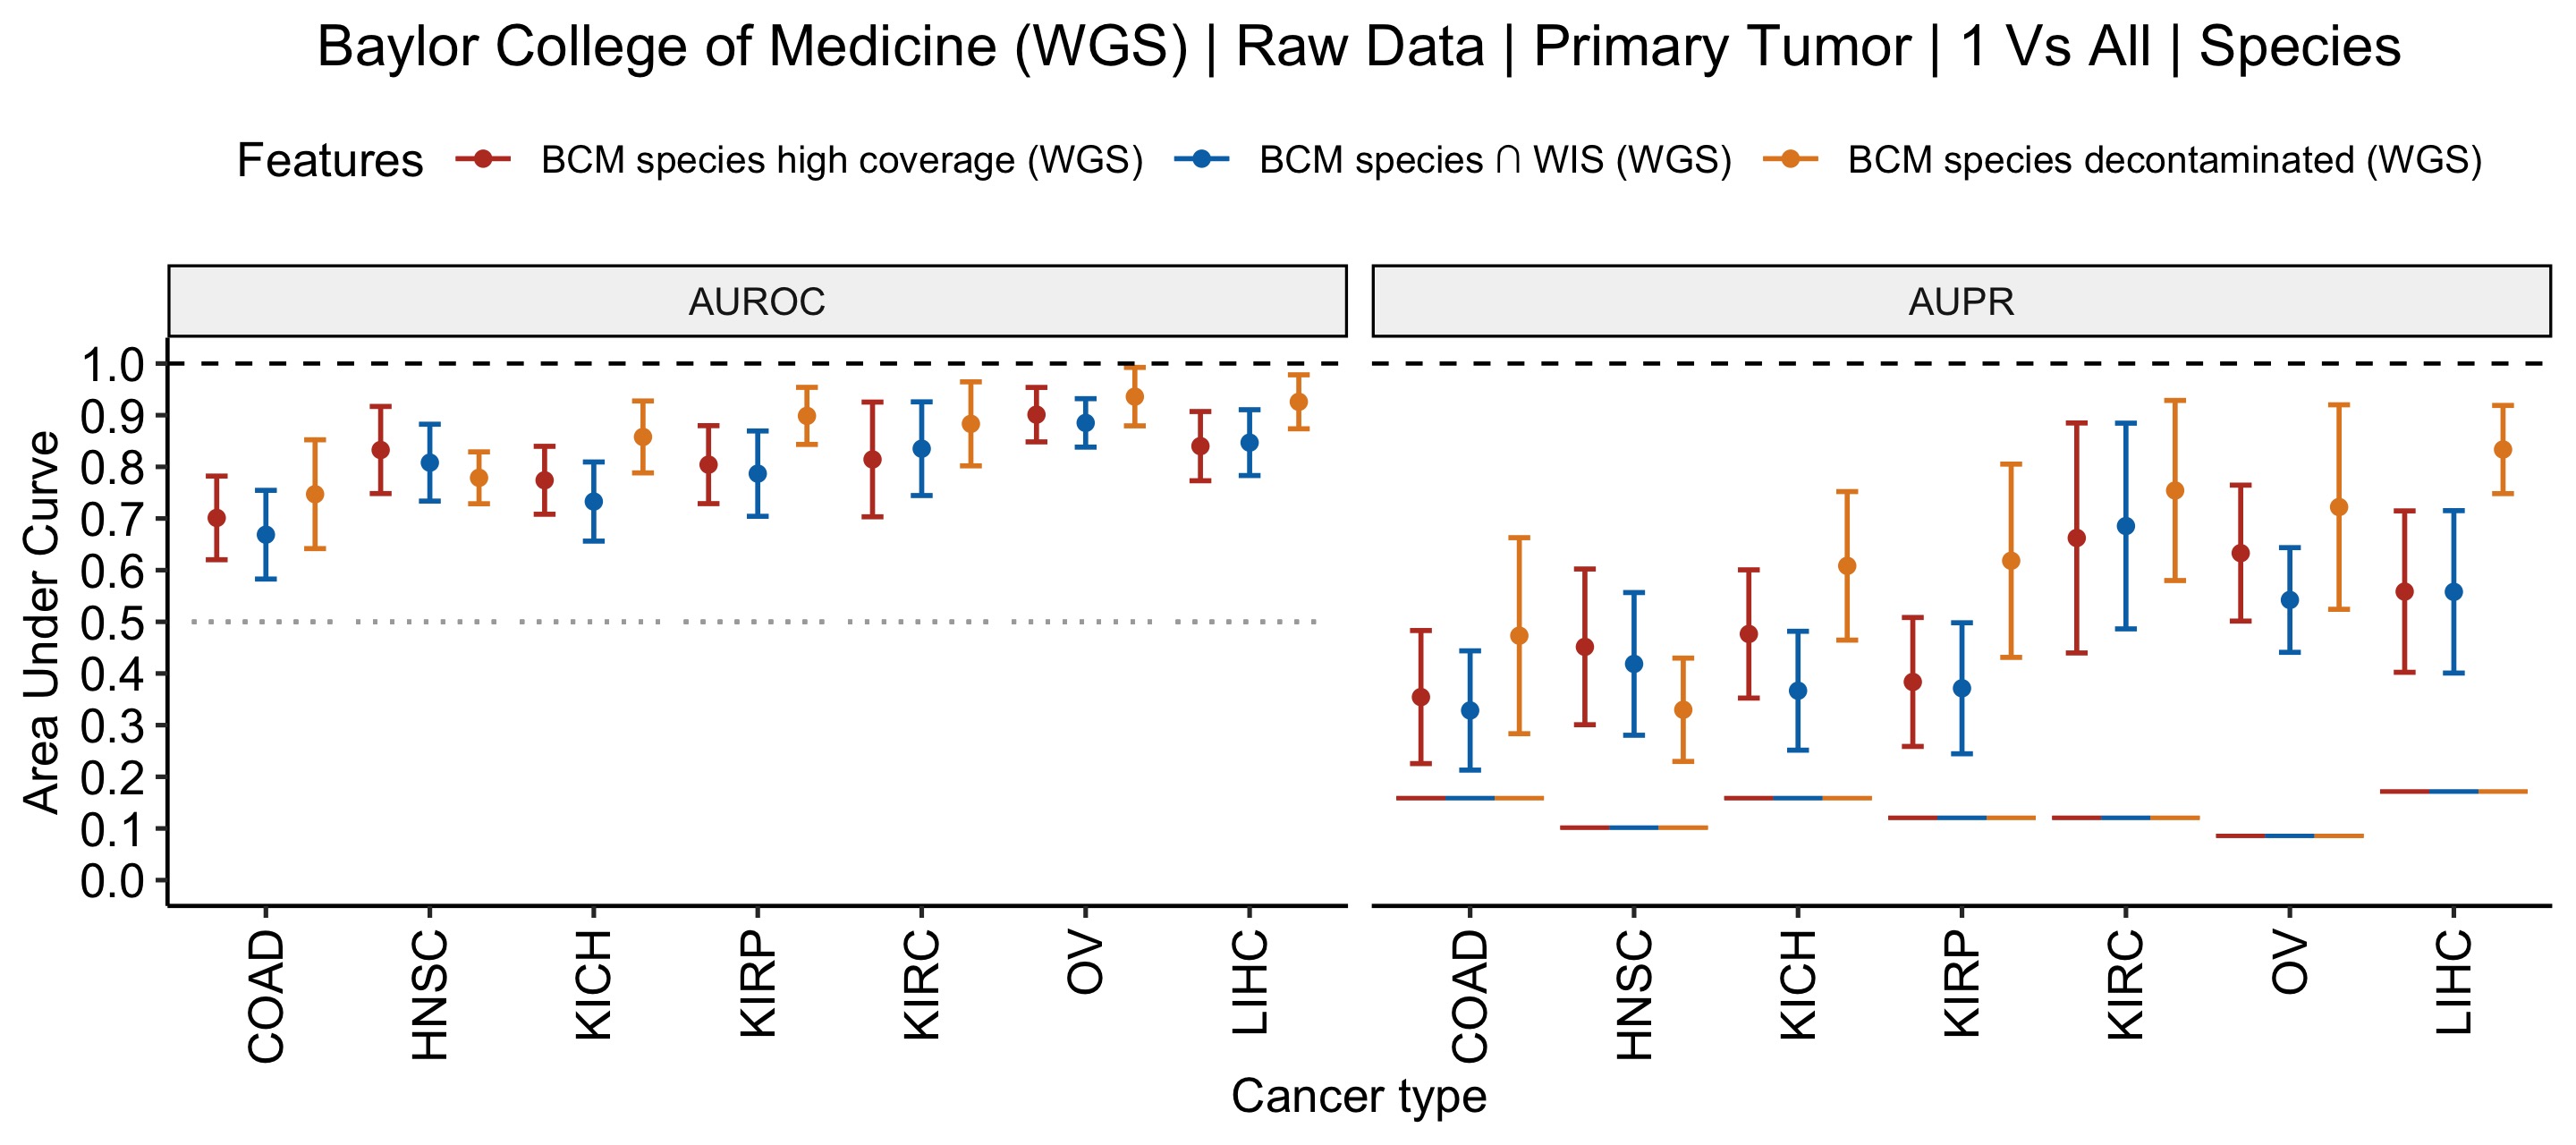 Baylor College of Medicine (WGS) | Raw Data | Primary Tumor | 1 Vs All | Species
Features BCM species high coverage (WGS) BCM species ∩ WIS (WGS) BCM species decontaminated (WGS)
AUROC AUPR
Area Under Curve
1.0
0.9
0.8
0.7
0.6
0.5
0.4
0.3
0.2
0.1
0.0
COAD HNSC KICH KIRP KIRC OV LIHC COAD HNSC KICH KIRP KIRC OV LIHC
Cancer type